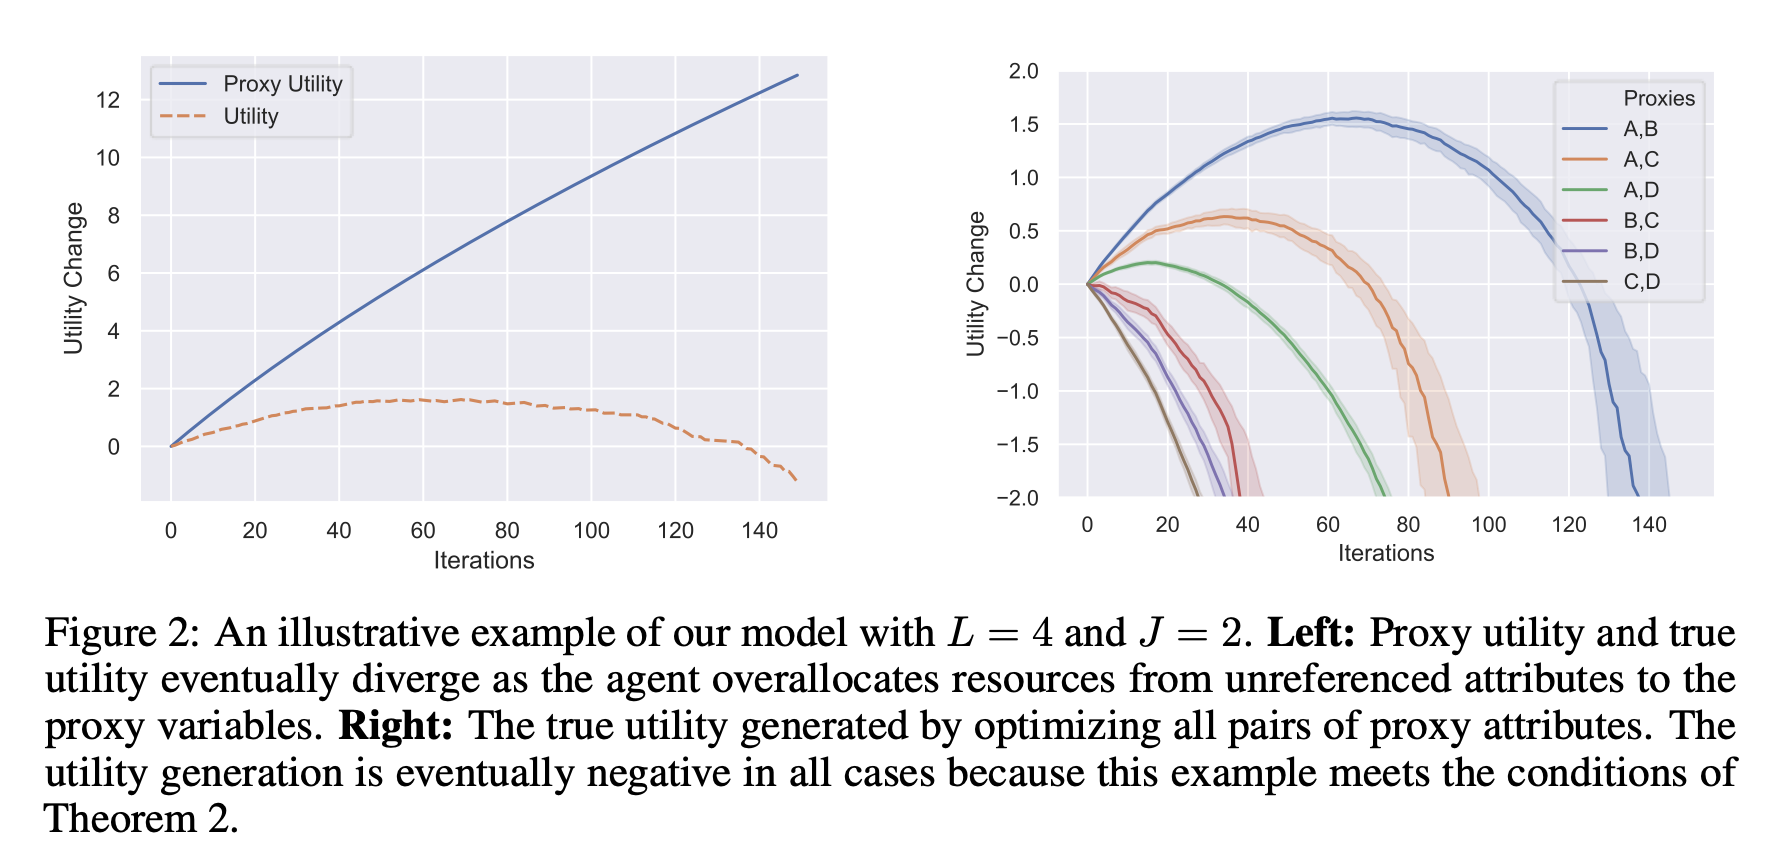 Proxy Utility
Utility
12
10
8
6
4
2
0
Utility Change
0 20 40 60 80 100 120 140
Iterations
2.0
1.5
1.0
0.5
0.0
−0.5
−1.0
−1.5
−2.0
Utility Change
Proxies
A,B
A,C
A,D
B,C
B,D
C,D
0 20 40 60 80 100 120 140
Iterations
Figure 2: An illustrative example of our model with L = 4 and J = 2. Left: Proxy utility and true
utility eventually diverge as the agent overallocates resources from unreferenced attributes to the
proxy variables. Right: The true utility generated by optimizing all pairs of proxy attributes. The
utility generation is eventually negative in all cases because this example meets the conditions of
Theorem 2.